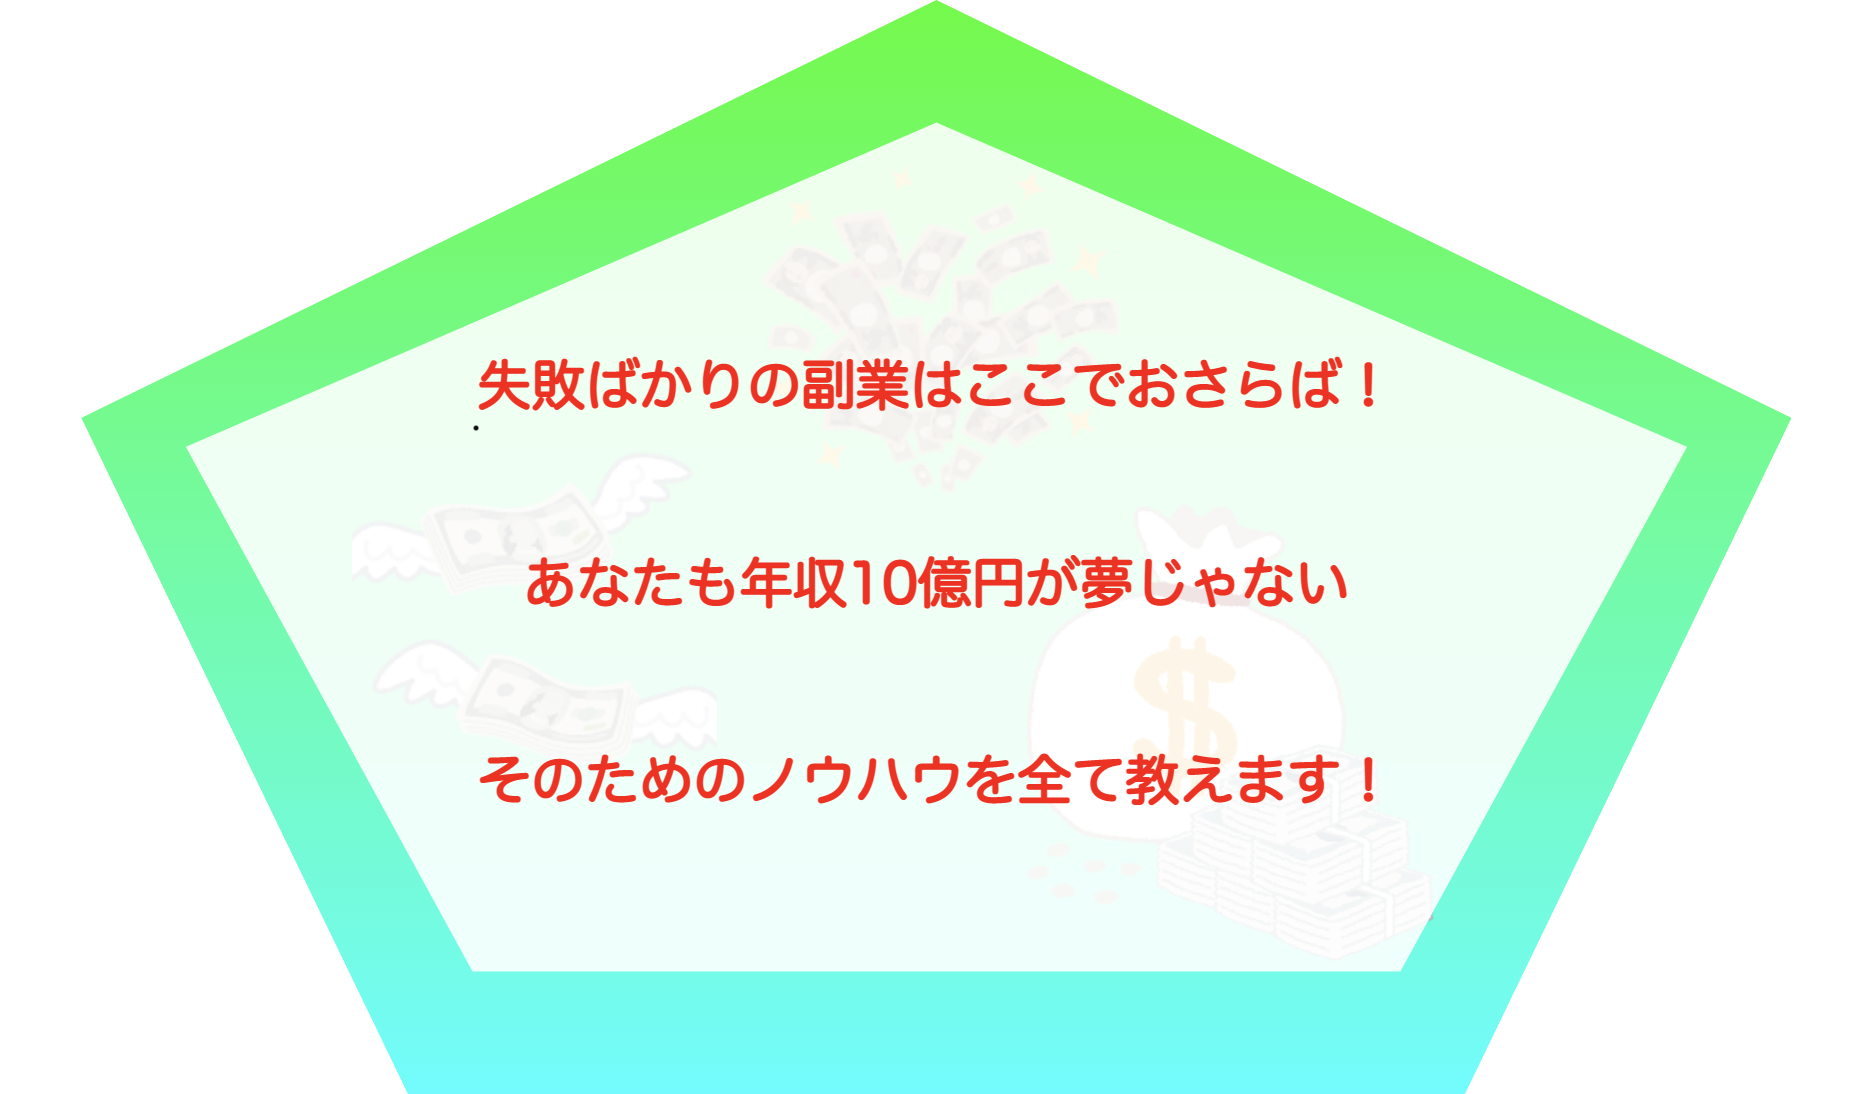 失敗ばかりの副業はここでおさらば！
あなたも年収10億円が夢じゃない
そのためのノウハウを全て教えます！